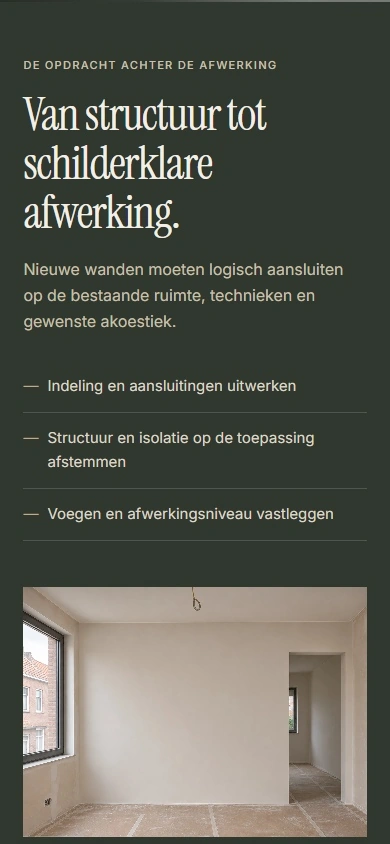 DE OPDRACHT ACHTER DE AFWERKING
Van structuur tot
schilderklare
afwerking.
Nieuwe wanden moeten logisch aansluiten
op de bestaande ruimte, technieken en
gewenste akoestiek.
— Indeling en aansluitingen uitwerken
— Structuur en isolatie op de toepassing
afstemmen
— Voegen en afwerkingsniveau vastleggen